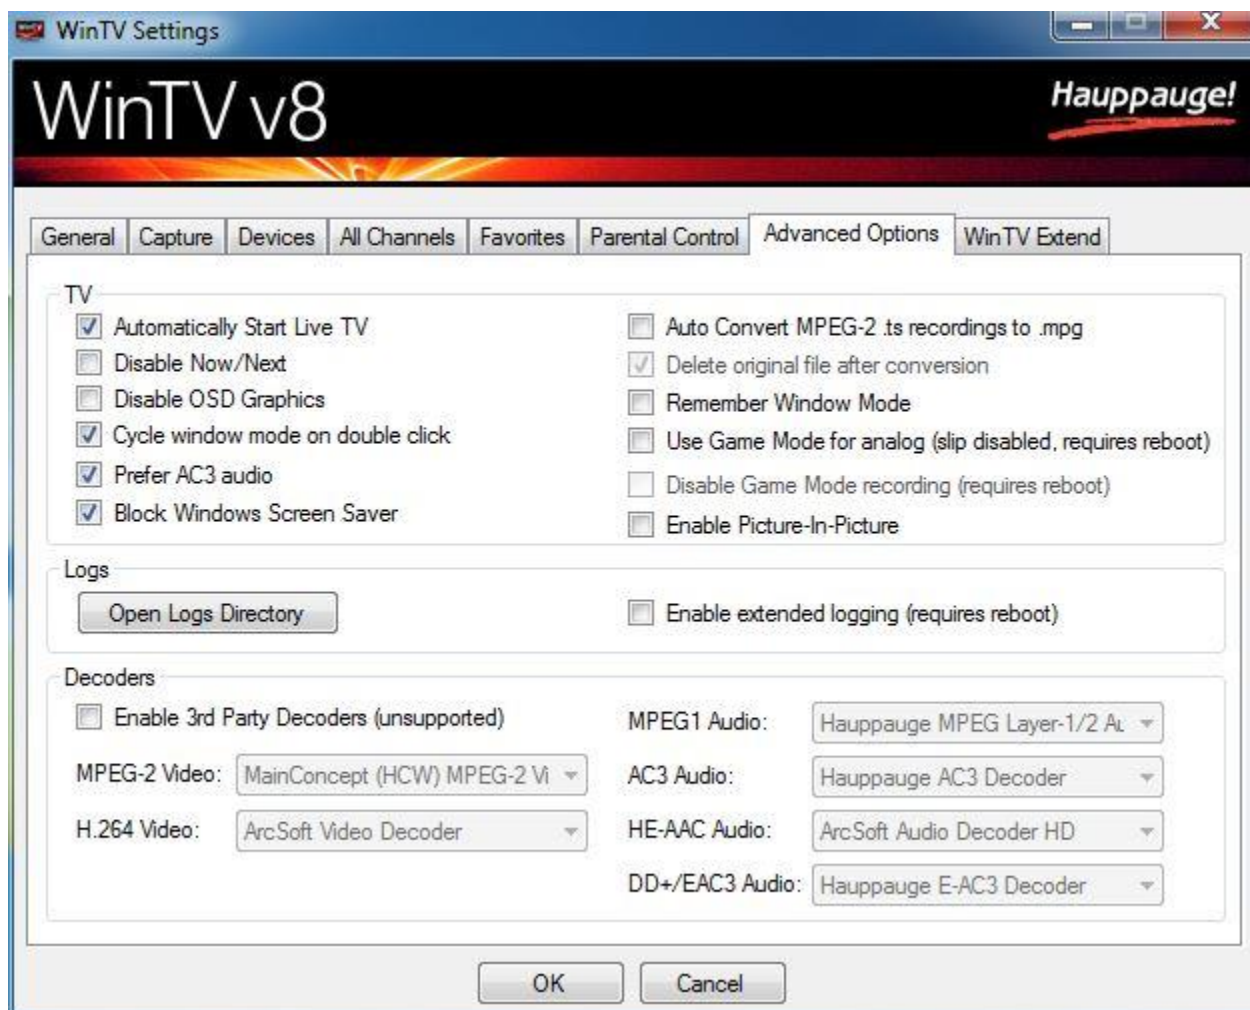 WinTV Settings
WinTV v8
Hauppauge!
General Capture Devices All Channels Favorites Parental Control Advanced Options WinTV Extend
TV
Automatically Start Live TV
Disable Now/Next
Disable OSD Graphics
Cycle window mode on double click
Prefer AC3 audio
Block Windows Screen Saver
Auto Convert MPEG-2 .ts recordings to .mpg
Delete original file after conversion
Remember Window Mode
Use Game Mode for analog (slip disabled, requires reboot)
Disable Game Mode recording (requires reboot)
Enable Picture-In-Picture
Logs
Open Logs Directory
Enable extended logging (requires reboot)
Decoders
Enable 3rd Party Decoders (unsupported)
MPEG-2 Video: MainConcept (HCW) MPEG-2 Vi
H.264 Video: ArcSoft Video Decoder
MPEG1 Audio: Hauppauge MPEG Layer-1/2 Au
AC3 Audio: Hauppauge AC3 Decoder
HE-AAC Audio: ArcSoft Audio Decoder HD
DD+/EAC3 Audio: Hauppauge E-AC3 Decoder
OK Cancel